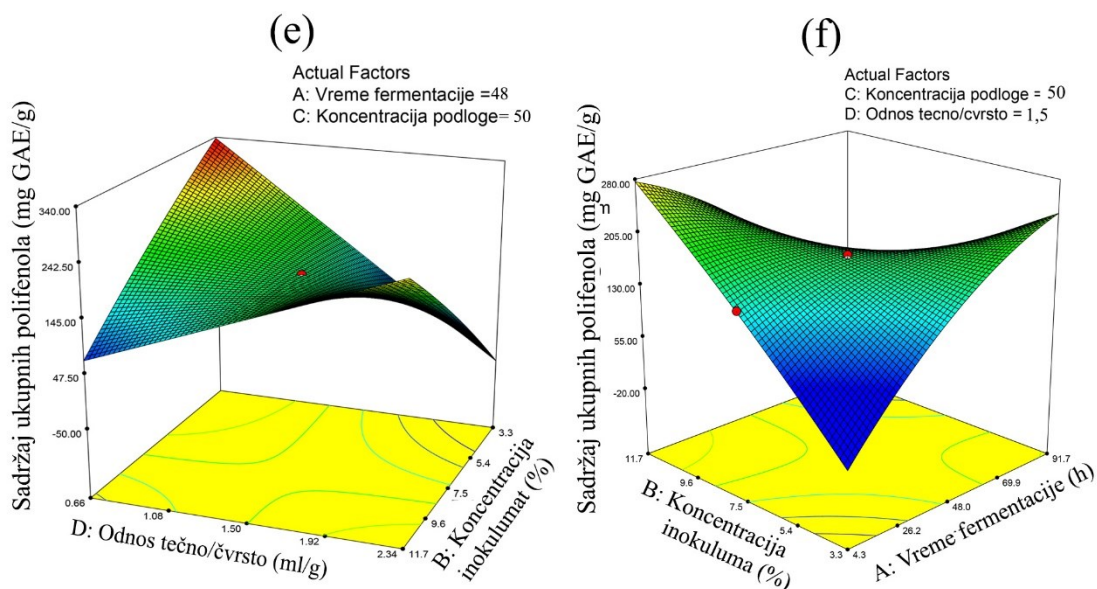 (e)
Actual Factors
A: Vreme fermentacije =48
C: Koncentracija podloge= 50
Sadržaj ukupnih polifenola (mg GAE/g)
340.00
242.50
145.00
47.50
-50.00
0.66
1.08
1.50
1.92
2.34
D: Odnos tečno/čvrsto (ml/g)
11.7
9.6
7.5
5.4
3.3
B: Koncentracija
inokulumat (%)
(f)
Actual Factors
C: Koncentracija podloge = 50
D: Odnos tecno/cvrsto = 1,5
Sadržaj ukupnih polifenola (mg GAE/g)
280.00
m
205.00
130.00
55.00
-20.00
11.7
9.6
7.5
5.4
3.3
B: Koncentracija
inokuluma (%)
4.3
26.2
48.0
69.9
91.7
A: Vreme fermentacije (h)